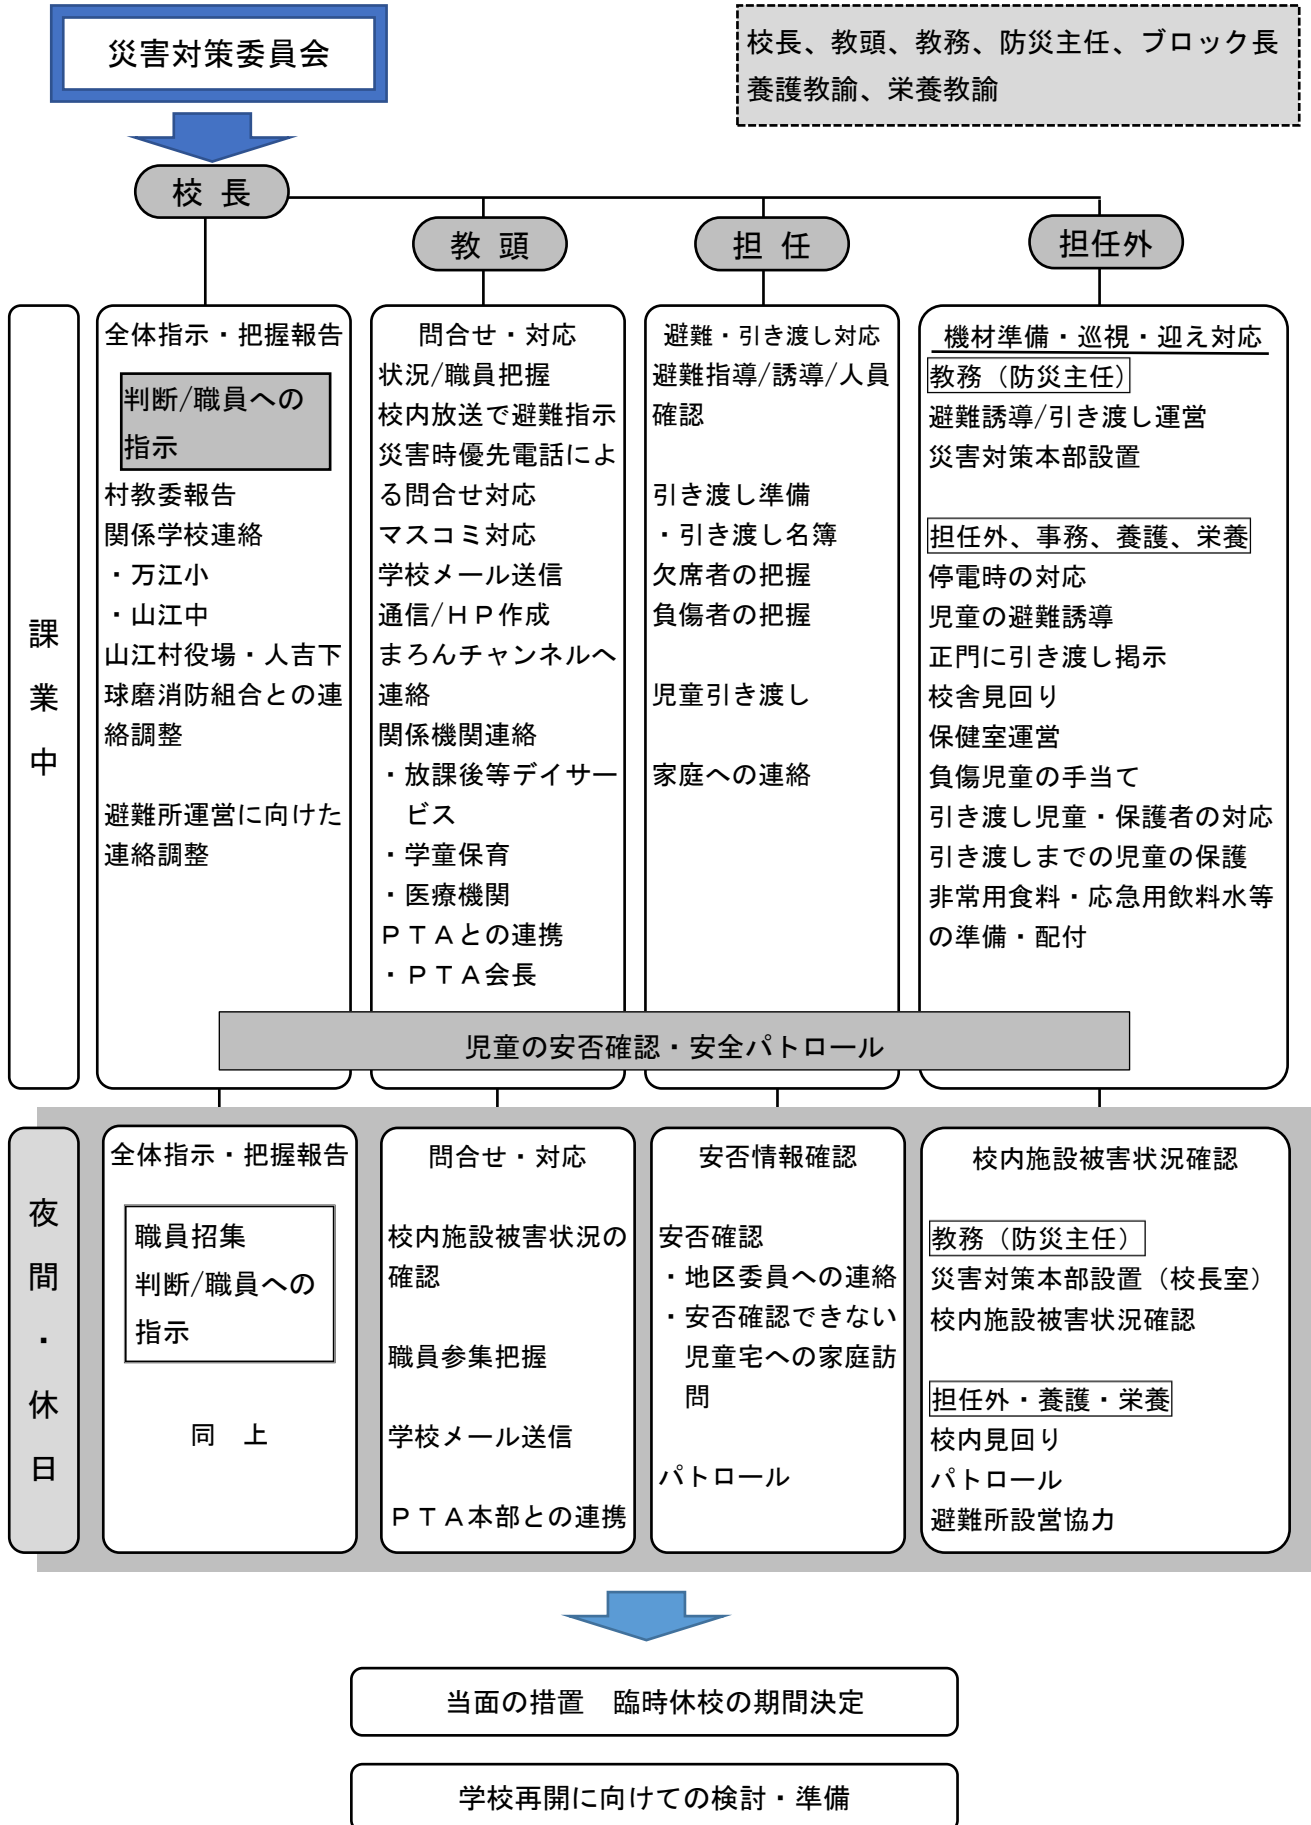 災害対策委員会
校長、教頭、教務、防災主任、ブロック長
養護教諭、栄養教諭
校 長
教 頭
担 任
担任外
課業中
全体指示・把握報告
判断/職員への
指示
村教委報告
関係学校連絡
・万江小
・山江中
山江村役場・人吉下
球磨消防組合との連
絡調整
避難所運営に向けた
連絡調整
問合せ・対応
状況/職員把握
校内放送で避難指示
災害時優先電話によ
る問合せ対応
マスコミ対応
学校メール送信
通信/ＨＰ作成
まろんチャンネルへ
連絡
関係機関連絡
・放課後等デイサー
ビス
・学童保育
・医療機関
ＰＴＡとの連携
・ＰＴＡ会長
避難・引き渡し対応
避難指導/誘導/人員
確認
引き渡し準備
・引き渡し名簿
欠席者の把握
負傷者の把握
児童引き渡し
家庭への連絡
機材準備・巡視・迎え対応
教務（防災主任）
避難誘導/引き渡し運営
災害対策本部設置
担任外、事務、養護、栄養
停電時の対応
児童の避難誘導
正門に引き渡し掲示
校舎見回り
保健室運営
負傷児童の手当て
引き渡し児童・保護者の対応
引き渡しまでの児童の保護
非常用食料・応急用飲料水等
の準備・配付
児童の安否確認・安全パトロール
夜間・休日
全体指示・把握報告
職員招集
判断/職員への
指示
同　上
問合せ・対応
校内施設被害状況の
確認
職員参集把握
学校メール送信
ＰＴＡ本部との連携
安否情報確認
安否確認
・地区委員への連絡
・安否確認できない
児童宅への家庭訪
問
パトロール
校内施設被害状況確認
教務（防災主任）
災害対策本部設置（校長室）
校内施設被害状況確認
担任外・養護・栄養
校内見回り
パトロール
避難所設営協力
当面の措置　臨時休校の期間決定
学校再開に向けての検討・準備